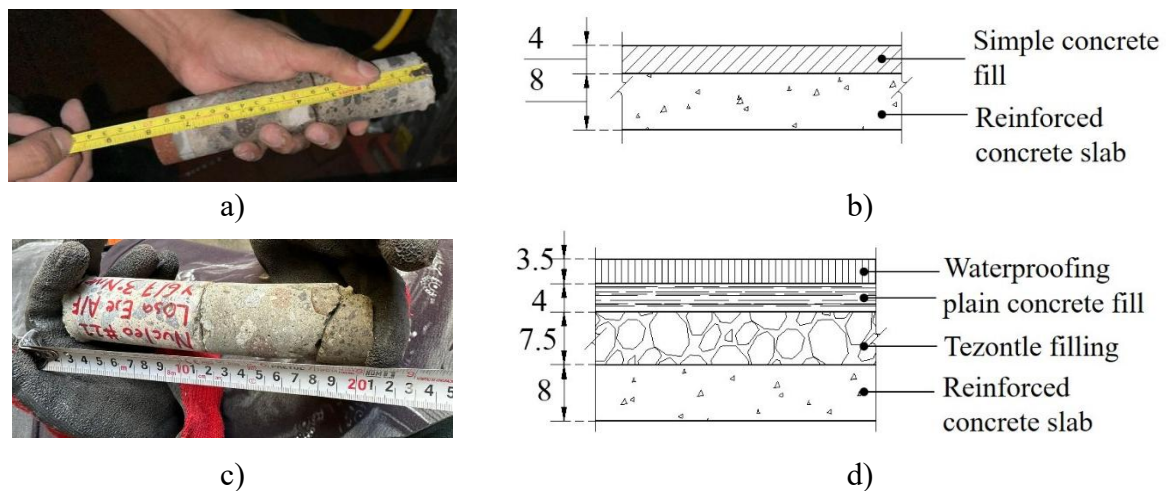 4
8
Simple concrete
fill
Reinforced
concrete slab
a)
b)
Nucleo #11
Losa Eje A/F
3.5
4
7.5
8
Waterproofing
plain concrete fill
Tezontle filling
Reinforced
concrete slab
c)
d)